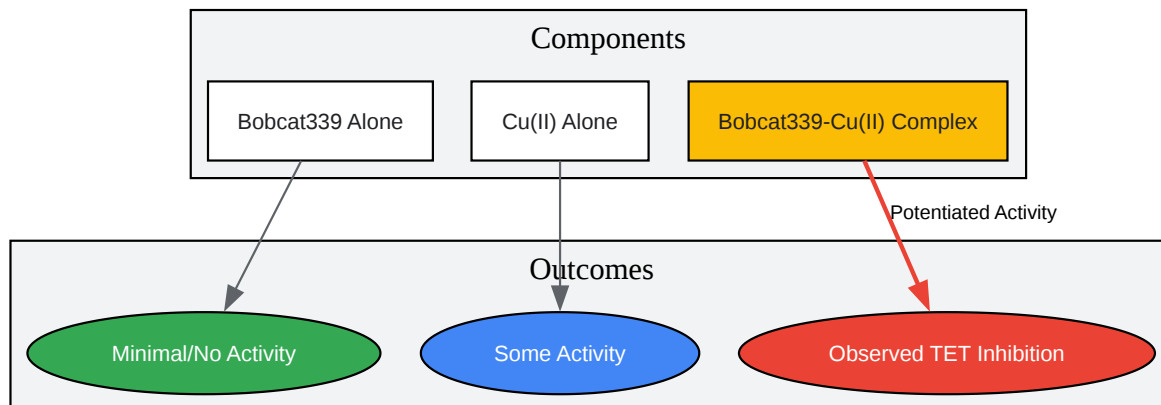 Components
Bobcat339 Alone
Cu(II) Alone
Bobcat339-Cu(II) Complex
Potentiated Activity
Outcomes
Minimal/No Activity
Some Activity
Observed TET Inhibition